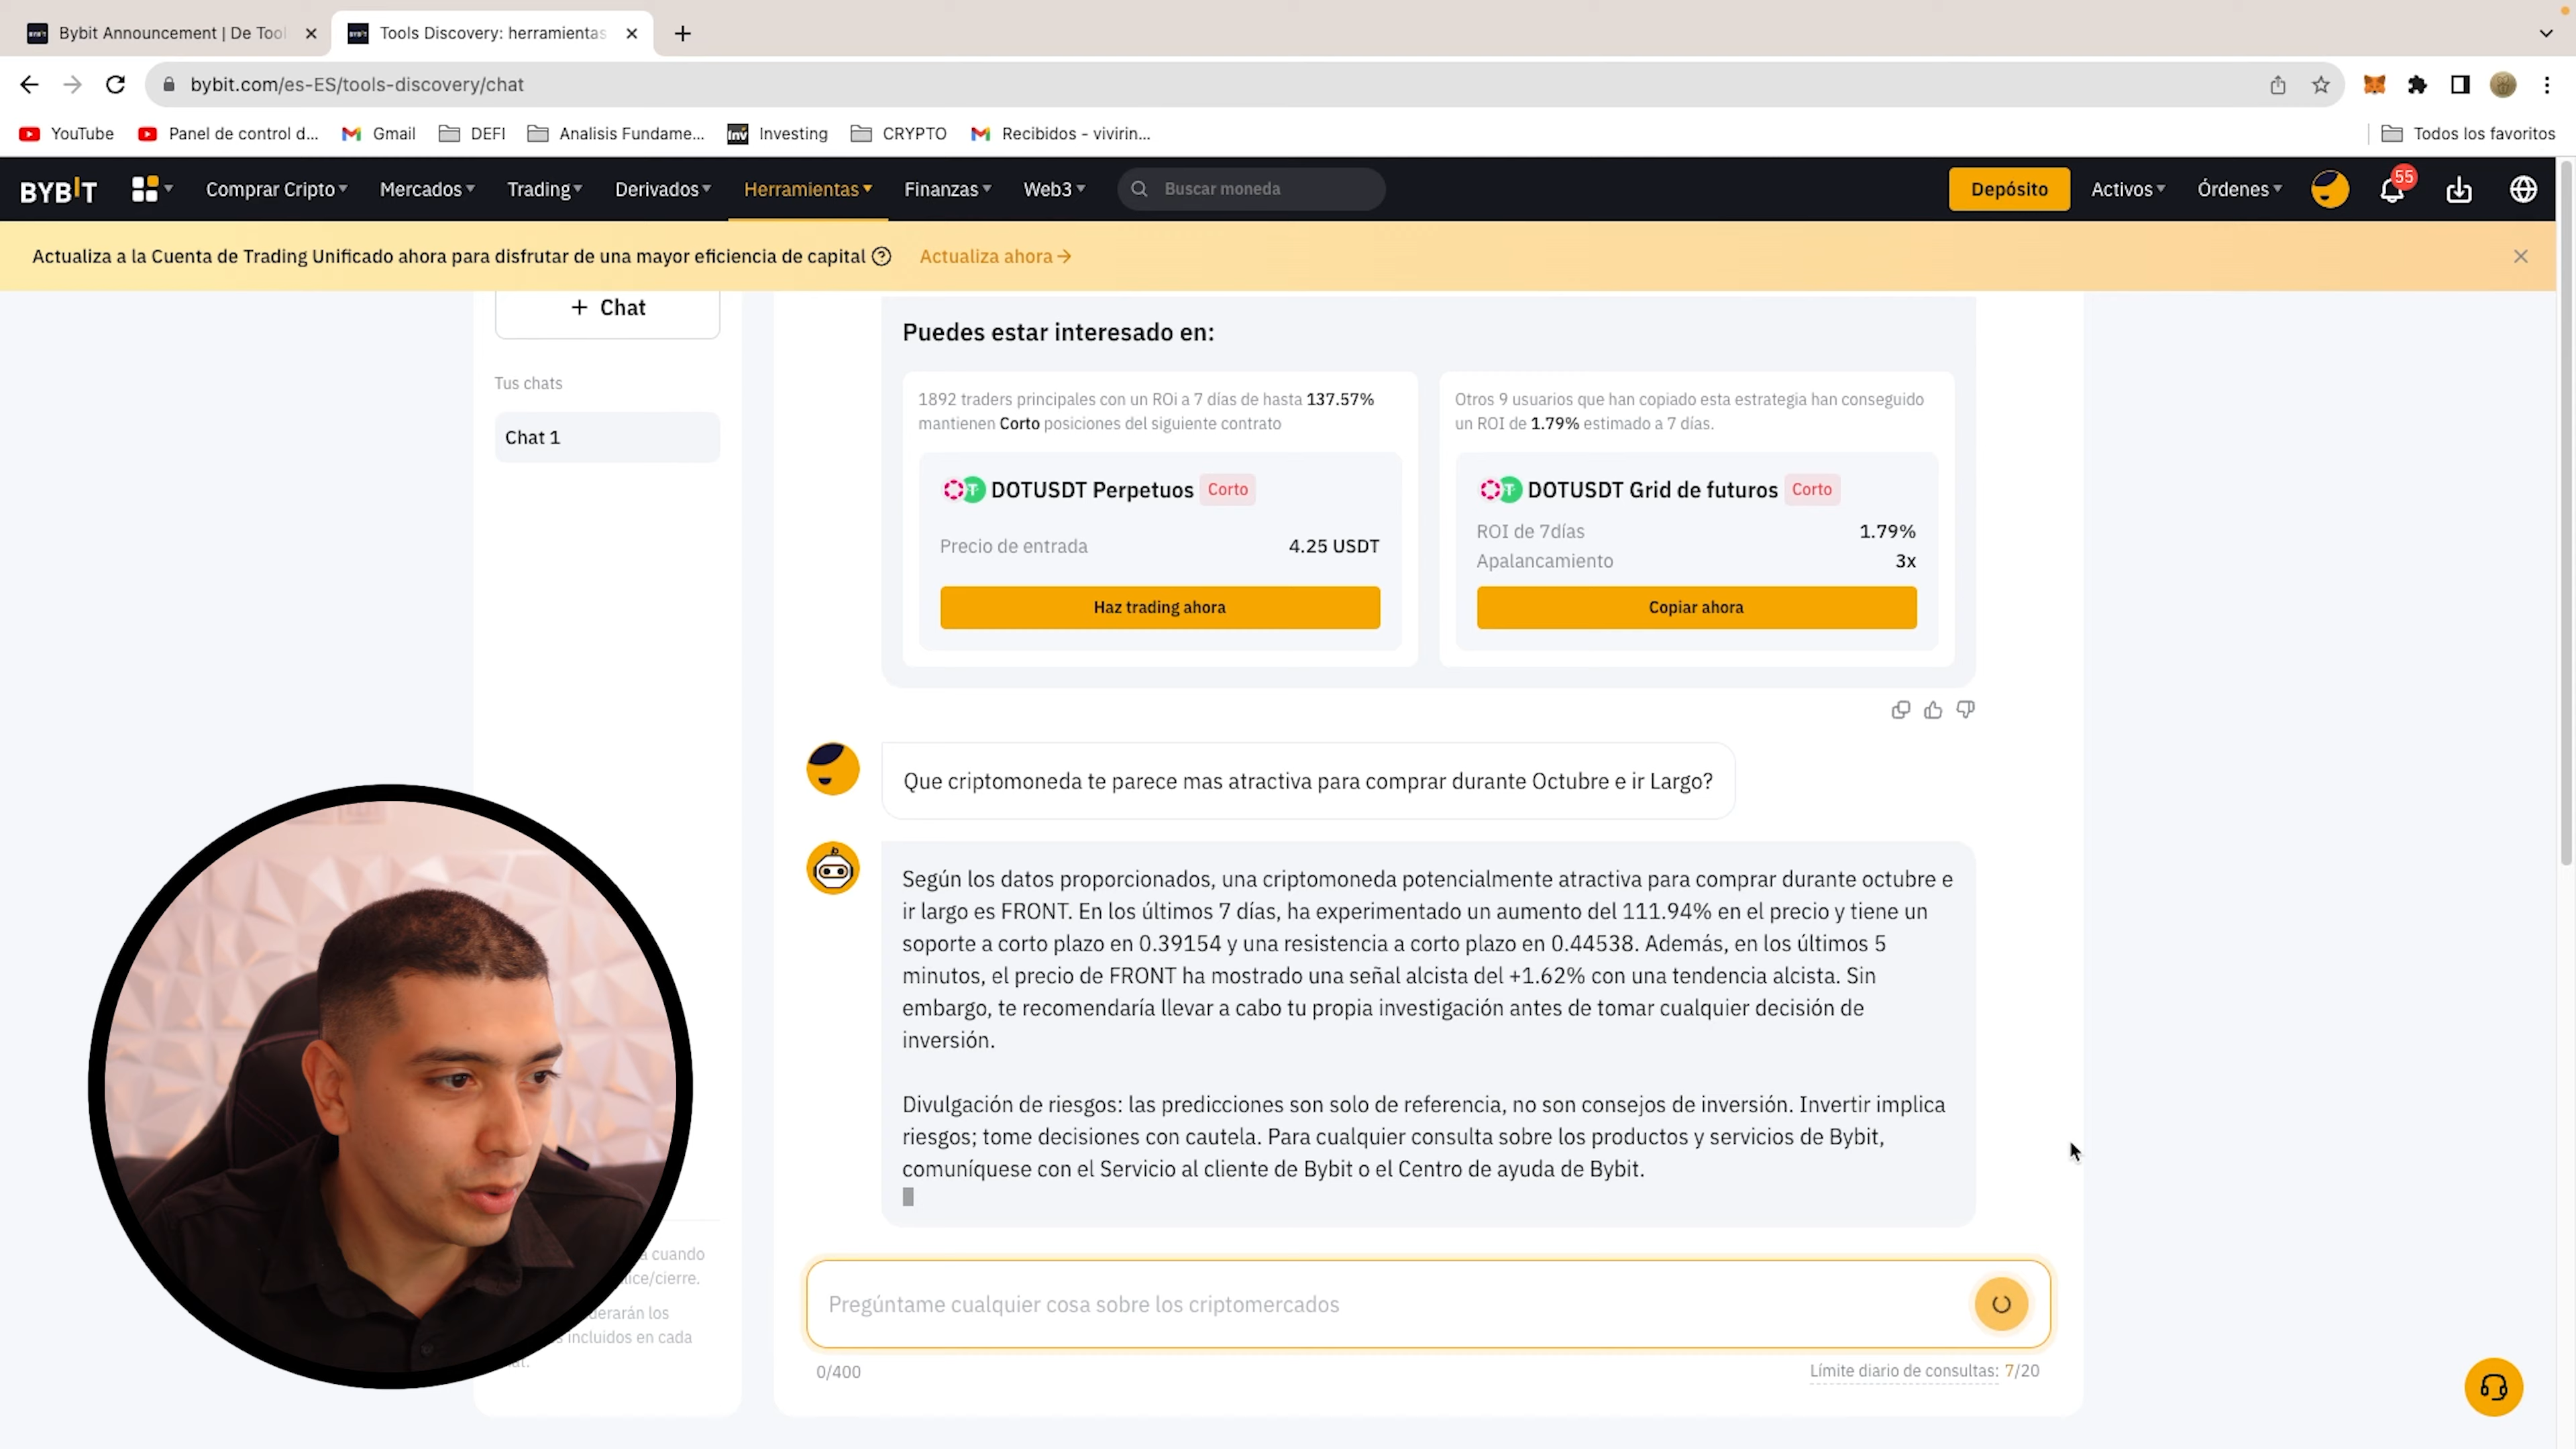 Bybit Announcement | De Tool
Tools Discovery: herramientas
bybit.com/es-ES/tools-discovery/chat
YouTube
Panel de control d...
Gmail
DEFI
Analisis Fundame...
Inv
Investing
CRYPTO
Recibidos - vivirin...
Todos los favoritos
BYBIT
Comprar Cripto
Mercados
Trading
Derivados
Herramientas
Finanzas
Web3
Buscar moneda
Depósito
Activos
Órdenes
55
Actualiza a la Cuenta de Trading Unificado ahora para disfrutar de una mayor eficiencia de capital
Actualiza ahora
+ Chat
Tus chats
Chat 1
Puedes estar interesado en:
1892 traders principales con un ROi a 7 días de hasta 137.57%
mantienen Corto posiciones del siguiente contrato
DOTUSDT Perpetuos Corto
Precio de entrada 4.25 USDT
Haz trading ahora
Otros 9 usuarios que han copiado esta estrategia han conseguido
un ROI de 1.79% estimado a 7 días.
DOTUSDT Grid de futuros Corto
ROI de 7días 1.79%
Apalancamiento 3x
Copiar ahora
Que criptomoneda te parece mas atractiva para comprar durante Octubre e ir Largo?
Según los datos proporcionados, una criptomoneda potencialmente atractiva para comprar durante octubre e
ir largo es FRONT. En los últimos 7 días, ha experimentado un aumento del 111.94% en el precio y tiene un
soporte a corto plazo en 0.39154 y una resistencia a corto plazo en 0.44538. Además, en los últimos 5
minutos, el precio de FRONT ha mostrado una señal alcista del +1.62% con una tendencia alcista. Sin
embargo, te recomendaría llevar a cabo tu propia investigación antes de tomar cualquier decisión de
inversión.
Divulgación de riesgos: las predicciones son solo de referencia, no son consejos de inversión. Invertir implica
riesgos; tome decisiones con cautela. Para cualquier consulta sobre los productos y servicios de Bybit,
comuníquese con el Servicio al cliente de Bybit o el Centro de ayuda de Bybit.
cuando
lice/cierre.
derarán los
incluidos en cada
Pregúntame cualquier cosa sobre los criptomercados
0/400
Límite diario de consultas: 7/20